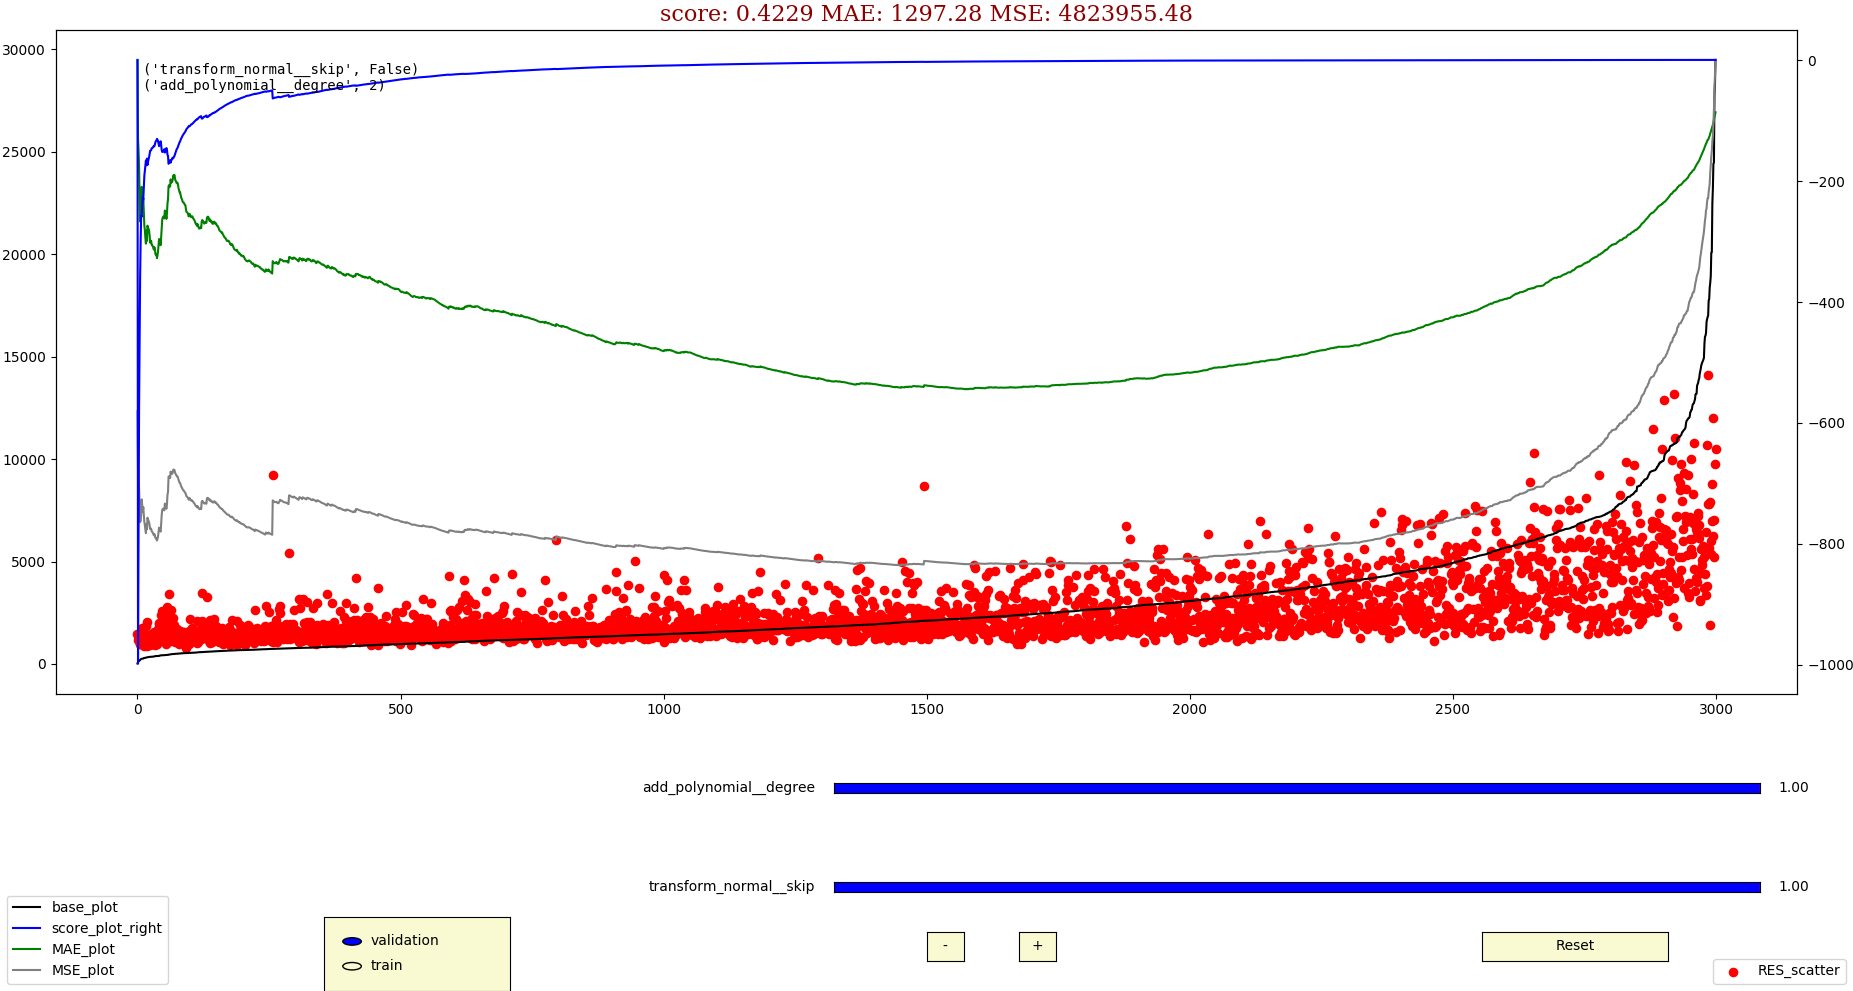 score: 0.4229 MAE: 1297.28 MSE: 4823955.48
30000
25000
20000
15000
10000
5000
0
('transform_normal__skip', False)
('add_polynomial__degree', 2)
0
−200
−400
−600
−800
−1000
0 500 1000 1500 2000 2500 3000
add_polynomial__degree 1.00
transform_normal__skip 1.00
base_plot
score_plot_right
MAE_plot
MSE_plot
validation
train
- + Reset
RES_scatter